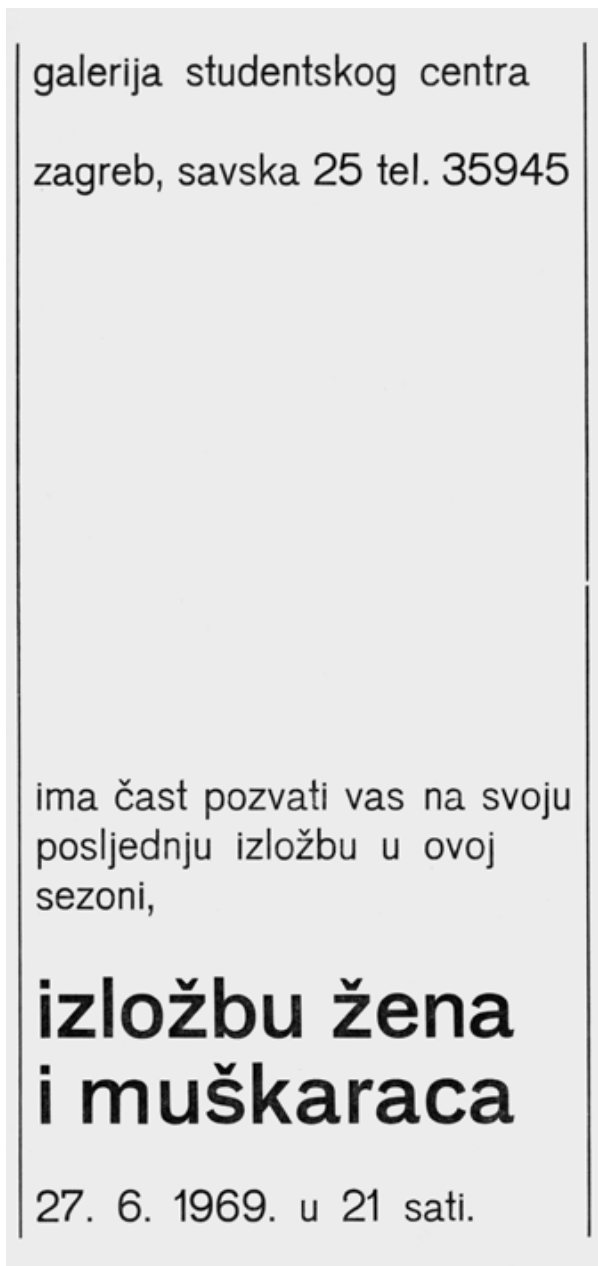 galerija studentskog centra
zagreb, savska 25 tel. 35945
ima čast pozvati vas na svoju
posljednju izložbu u ovoj
sezoni,
izložbu žena
i muškaraca
27. 6. 1969. u 21 sati.